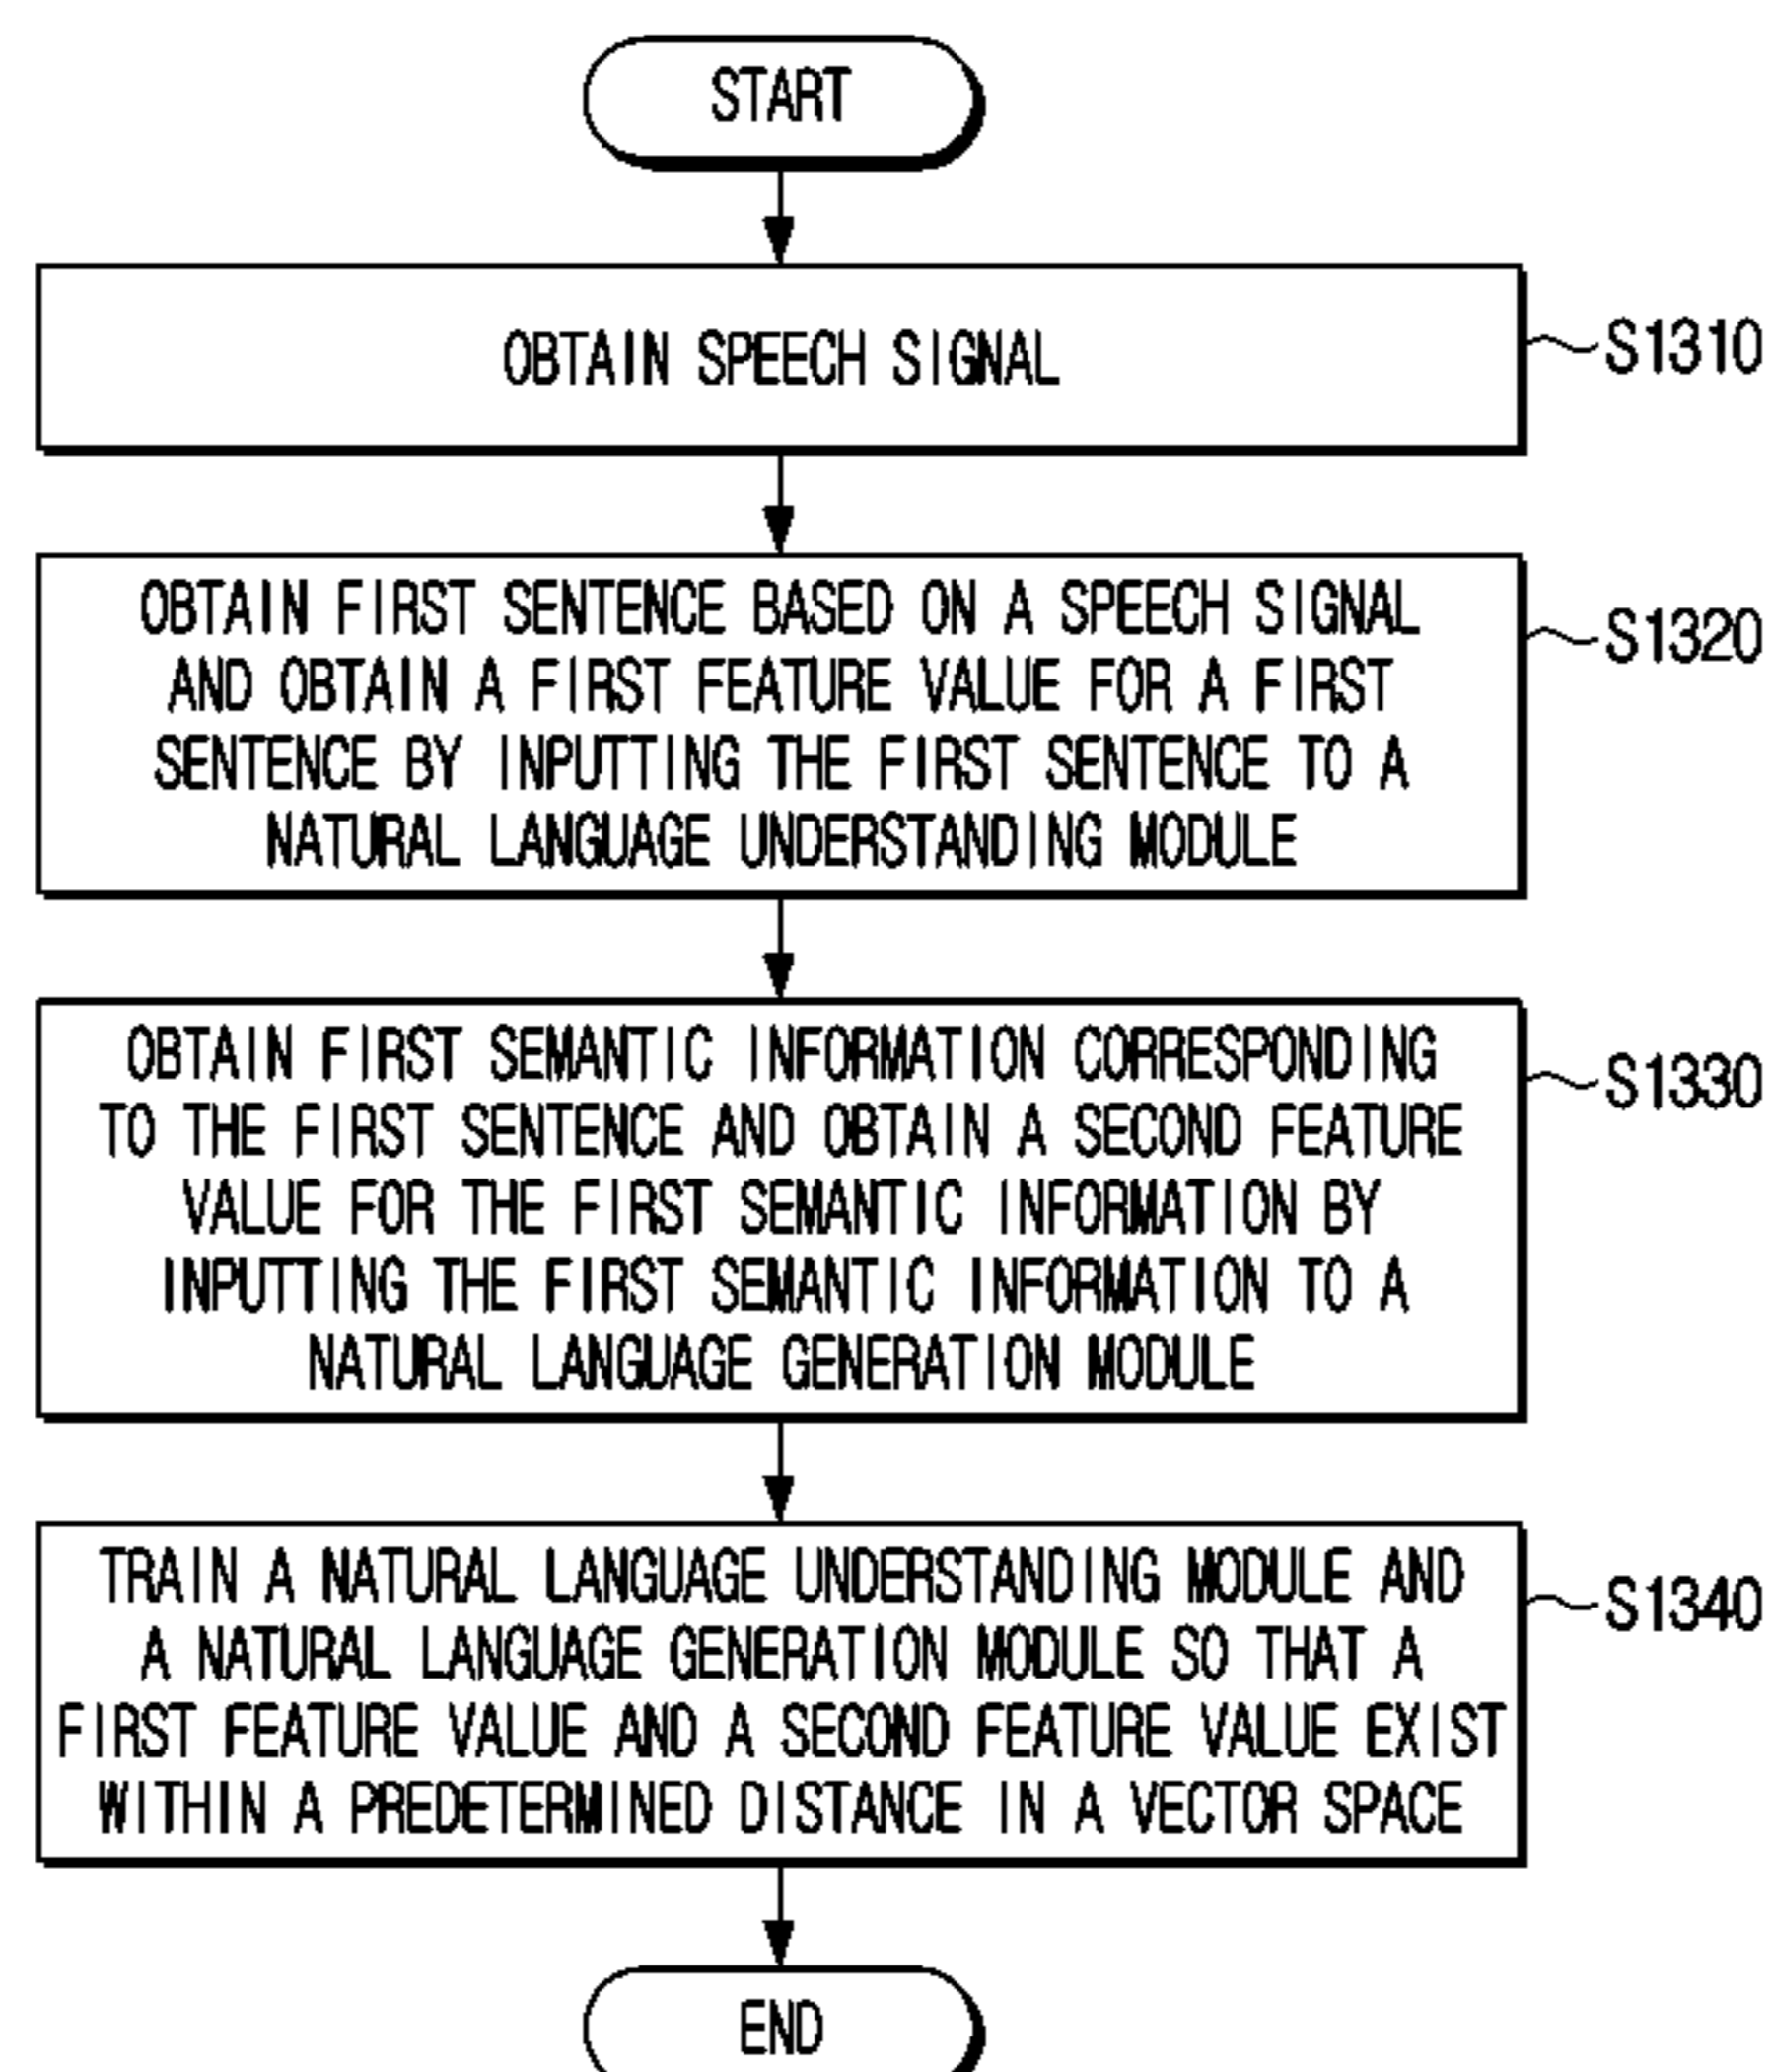 START
OBTAIN SPEECH SIGNAL
S1310
OBTAIN FIRST SENTENCE BASED ON A SPEECH SIGNAL
AND OBTAIN A FIRST FEATURE VALUE FOR A FIRST
SENTENCE BY INPUTTING THE FIRST SENTENCE TO A
NATURAL LANGUAGE UNDERSTANDING MODULE
S1320
OBTAIN FIRST SEMANTIC INFORMATION CORRESPONDING
TO THE FIRST SENTENCE AND OBTAIN A SECOND FEATURE
VALUE FOR THE FIRST SEMANTIC INFORMATION BY
INPUTTING THE FIRST SEMANTIC INFORMATION TO A
NATURAL LANGUAGE GENERATION MODULE
S1330
TRAIN A NATURAL LANGUAGE UNDERSTANDING MODULE AND
A NATURAL LANGUAGE GENERATION MODULE SO THAT A
FIRST FEATURE VALUE AND A SECOND FEATURE VALUE EXIST
WITHIN A PREDETERMINED DISTANCE IN A VECTOR SPACE
S1340
END